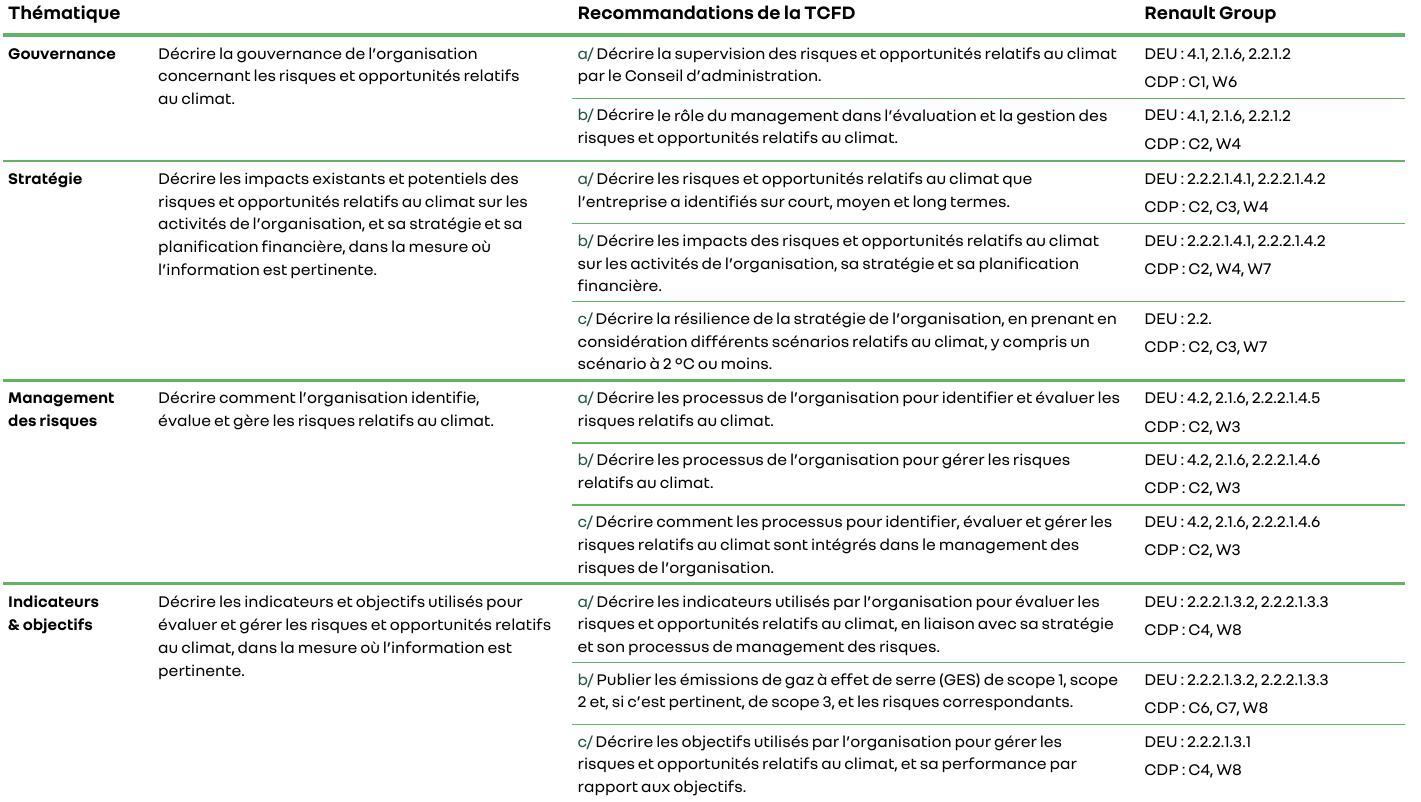 Thématique
Recommandations de la TCFD
Renault Group
Gouvernance
Décrire la gouvernance de l'organisation
concernant les risques et opportunités relatifs
au climat.
a/ Décrire la supervision des risques et opportunités relatifs au climat
par le Conseil d'administration.
DEU : 4.1, 2.1.6, 2.2.1.2
CDP : C1, W6
b/ Décrire le rôle du management dans l'évaluation et la gestion des
risques et opportunités relatifs au climat.
DEU : 4.1, 2.1.6, 2.2.1.2
CDP : C2, W4
Stratégie
Décrire les impacts existants et potentiels des
risques et opportunités relatifs au climat sur les
activités de l'organisation, et sa stratégie et sa
planification financière, dans la mesure où
l'information est pertinente.
a/ Décrire les risques et opportunités relatifs au climat que
l'entreprise a identifiés sur court, moyen et long termes.
DEU : 2.2.2.1.4.1, 2.2.2.1.4.2
CDP : C2, C3, W4
b/ Décrire les impacts des risques et opportunités relatifs au climat
sur les activités de l'organisation, sa stratégie et sa planification
financière.
DEU : 2.2.2.1.4.1, 2.2.2.1.4.2
CDP : C2, W4, W7
c/ Décrire la résilience de la stratégie de l'organisation, en prenant en
considération différents scénarios relatifs au climat, y compris un
scénario à 2 ºC ou moins.
DEU : 2.2.
CDP : C2, C3, W7
Management
des risques
Décrire comment l'organisation identifie,
évalue et gère les risques relatifs au climat.
a/ Décrire les processus de l'organisation pour identifier et évaluer les
risques relatifs au climat.
DEU : 4.2, 2.1.6, 2.2.2.1.4.5
CDP : C2, W3
b/ Décrire les processus de l'organisation pour gérer les risques
relatifs au climat.
DEU : 4.2, 2.1.6, 2.2.2.1.4.6
CDP : C2, W3
c/ Décrire comment les processus pour identifier, évaluer et gérer les
risques relatifs au climat sont intégrés dans le management des
risques de l'organisation.
DEU : 4.2, 2.1.6, 2.2.2.1.4.6
CDP : C2, W3
Indicateurs
& objectifs
Décrire les indicateurs et objectifs utilisés pour
évaluer et gérer les risques et opportunités relatifs
au climat, dans la mesure où l'information est
pertinente.
a/ Décrire les indicateurs utilisés par l'organisation pour évaluer les
risques et opportunités relatifs au climat, en liaison avec sa stratégie
et son processus de management des risques.
DEU : 2.2.2.1.3.2, 2.2.2.1.3.3
CDP : C4, W8
b/ Publier les émissions de gaz à effet de serre (GES) de scope 1, scope
2 et, si c'est pertinent, de scope 3, et les risques correspondants.
DEU : 2.2.2.1.3.2, 2.2.2.1.3.3
CDP : C6, C7, W8
c/ Décrire les objectifs utilisés par l'organisation pour gérer les
risques et opportunités relatifs au climat, et sa performance par
rapport aux objectifs.
DEU : 2.2.2.1.3.1
CDP : C4, W8